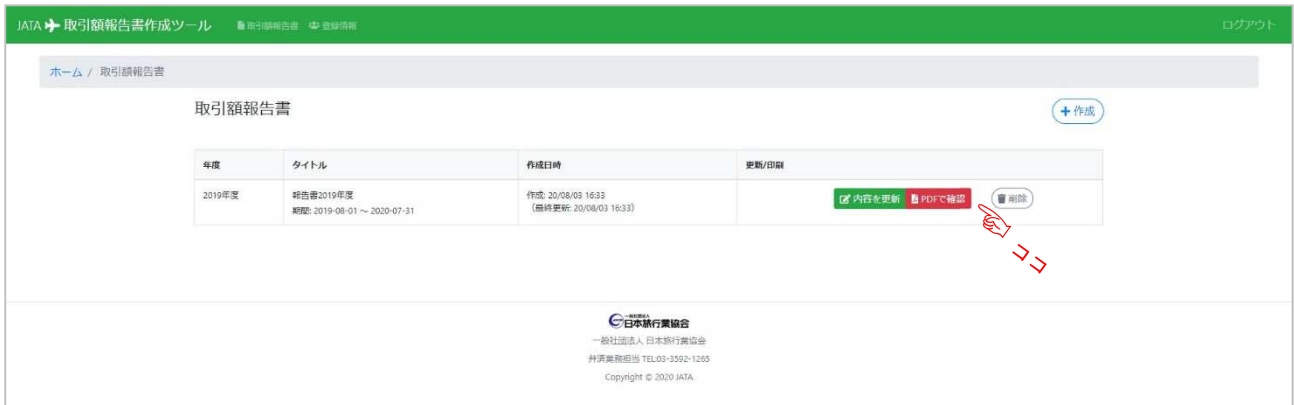 JATA 取引額報告書作成ツール 取引額報告書 登録情報 ログアウト
ホーム / 取引額報告書
取引額報告書
作成
年度 タイトル 作成日時 更新/印刷
2019年度 報告書2019年度 作成: 20/08/03 16:33 内容を更新 PDFで確認 削除
期間: 2019-08-01 ～ 2020-07-31 (最終更新: 20/08/03 16:33)
ココ
一般社団法人
日本旅行業協会
一般社団法人 日本旅行業協会
弁済業務担当 TEL:03-3592-1265
Copyright © 2020 JATA